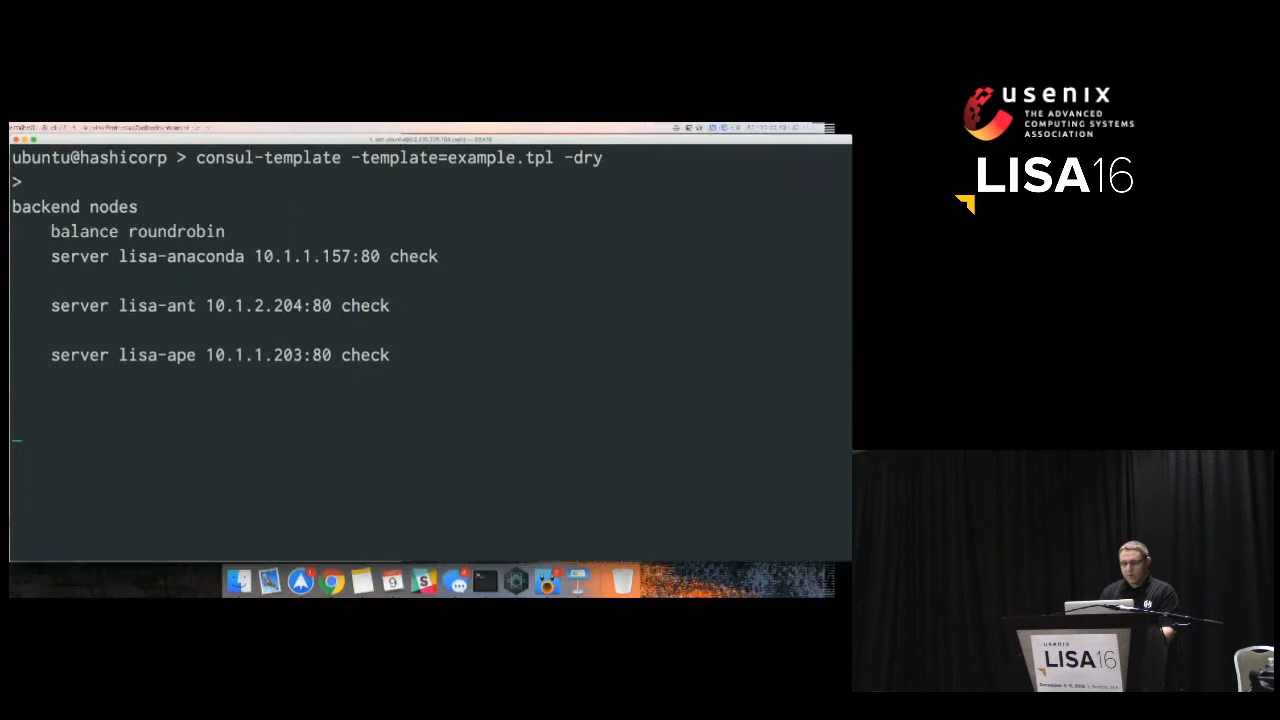 ubuntu@hashicorp > consul-template -template=example.tpl -dry
>
backend nodes
balance roundrobin
server lisa-anaconda 10.1.1.157:80 check
server lisa-ant 10.1.2.204:80 check
server lisa-ape 10.1.1.203:80 check
usenix
THE ADVANCED
COMPUTING SYSTEMS
ASSOCIATION
LISA16
9
usenix
LISA16